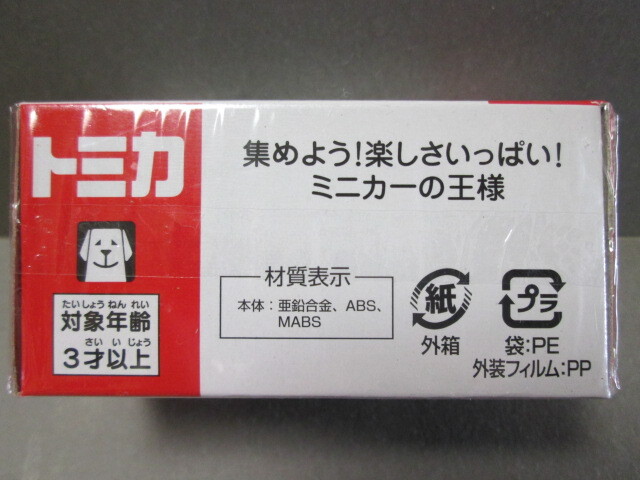 トミカ
たいしょうねんれい
対象年齢
さい い じょう
3才以上
集めよう!楽しさいっぱい!
ミニカーの王様
材質表示
本体:亜鉛合金、ABS、
MABS
紙
外箱
プラ
袋:PE
外装フィルム:PP